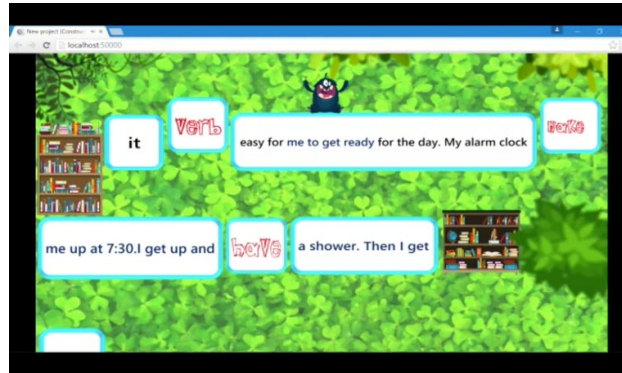 New project (Construc
localhost:50000
it
Verb
easy for me to get ready for the day. My alarm clock
me up at 7:30.I get up and
have
a shower. Then I get